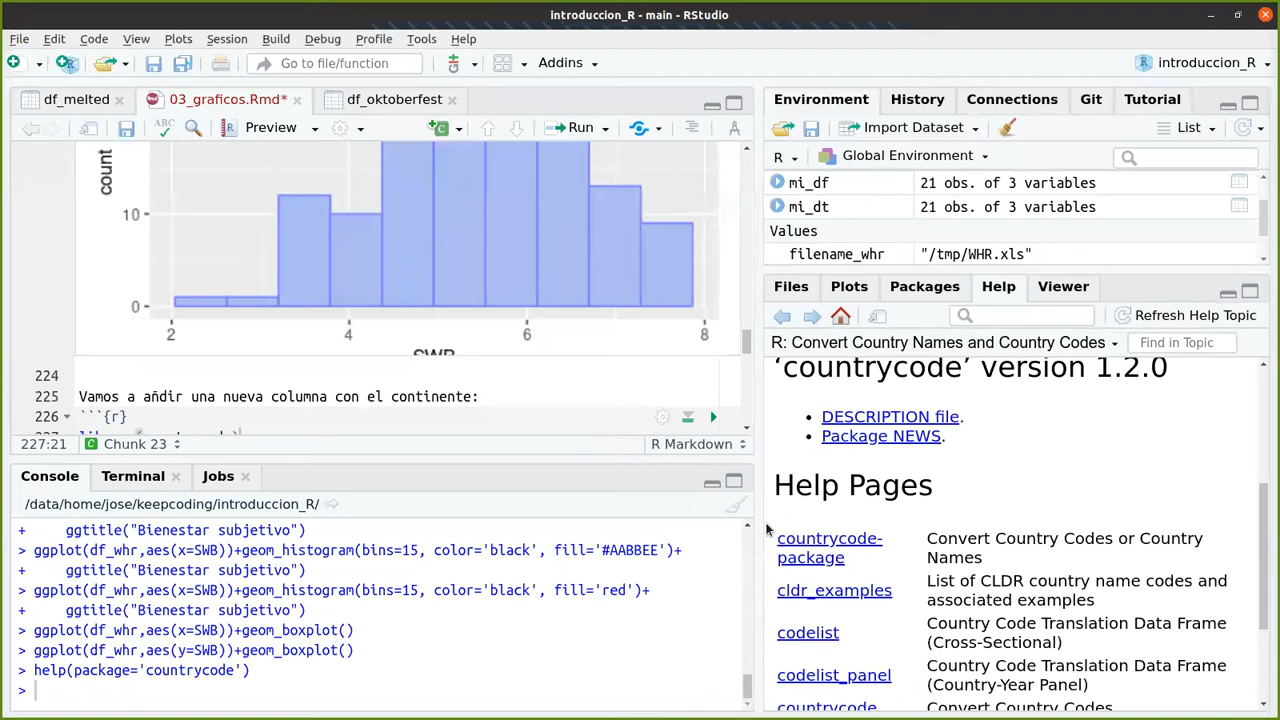 introduccion_R - main - RStudio
File Edit Code View Plots Session Build Debug Profile Tools Help
Go to file/function Addins introduccion_R
df_melted 03_graficos.Rmd* df_oktoberfest
ABC Preview Run
count
10
0
2 4 6 8
SWB
224
225 Vamos a añdir una nueva columna con el continente:
226 ```{r}
227:21 Chunk 23 R Markdown
Console Terminal Jobs
/data/home/jose/keepcoding/introduccion_R/
+ ggtitle("Bienestar subjetivo")
> ggplot(df_whr,aes(x=SWB))+geom_histogram(bins=15, color='black', fill='#AABBEE')+
+ ggtitle("Bienestar subjetivo")
> ggplot(df_whr,aes(x=SWB))+geom_histogram(bins=15, color='black', fill='red')+
+ ggtitle("Bienestar subjetivo")
> ggplot(df_whr,aes(x=SWB))+geom_boxplot()
> ggplot(df_whr,aes(y=SWB))+geom_boxplot()
> help(package='countrycode')
>
Environment History Connections Git Tutorial
Import Dataset List
R Global Environment
mi_df 21 obs. of 3 variables
mi_dt 21 obs. of 3 variables
Values
filename_whr "/tmp/WHR.xls"
Files Plots Packages Help Viewer
Refresh Help Topic
R: Convert Country Names and Country Codes Find in Topic
‘countrycode’ version 1.2.0
• DESCRIPTION file.
• Package NEWS.
Help Pages
countrycode-package Convert Country Codes or Country Names
cldr_examples List of CLDR country name codes and associated examples
codelist Country Code Translation Data Frame (Cross-Sectional)
codelist_panel Country Code Translation Data Frame (Country-Year Panel)
countrycode Convert Country Codes